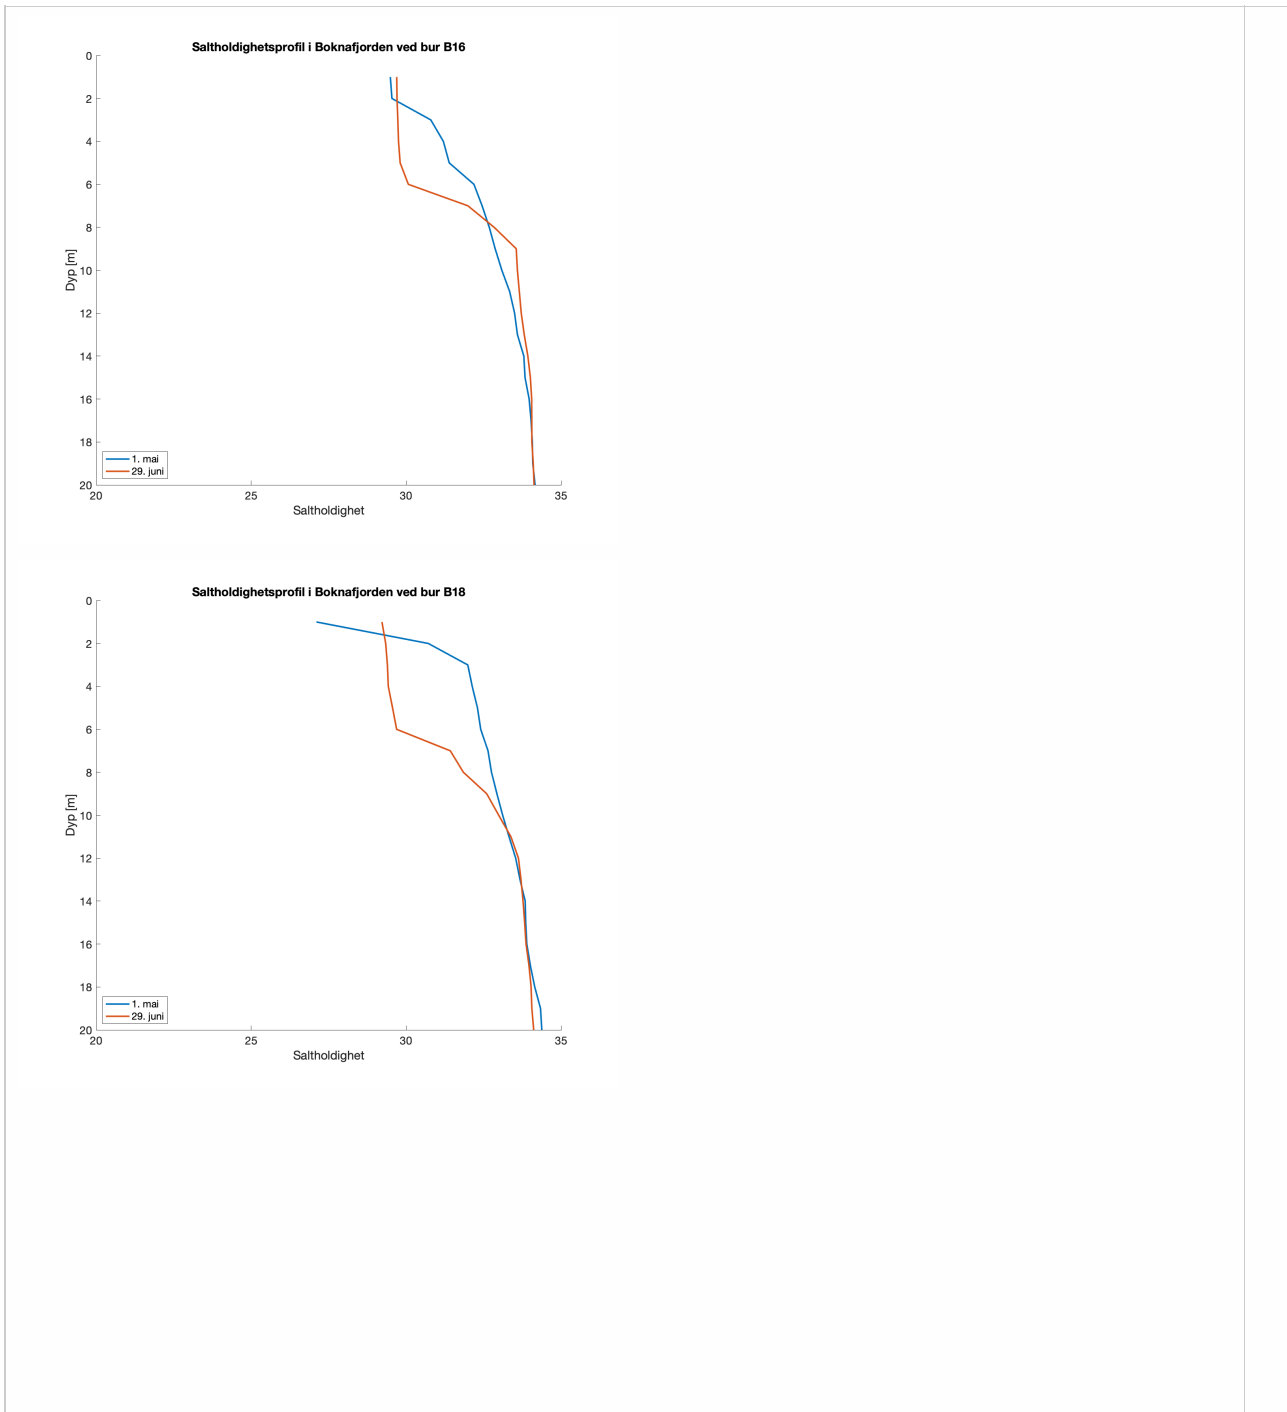 Saltholdighetsprofil i Boknafjorden ved bur B16
0
2
4
6
8
10
12
14
16
18
20
Dyp [m]
1. mai
29. juni
20 25 30 35
Saltholdighet
Saltholdighetsprofil i Boknafjorden ved bur B18
0
2
4
6
8
10
12
14
16
18
20
Dyp [m]
1. mai
29. juni
20 25 30 35
Saltholdighet